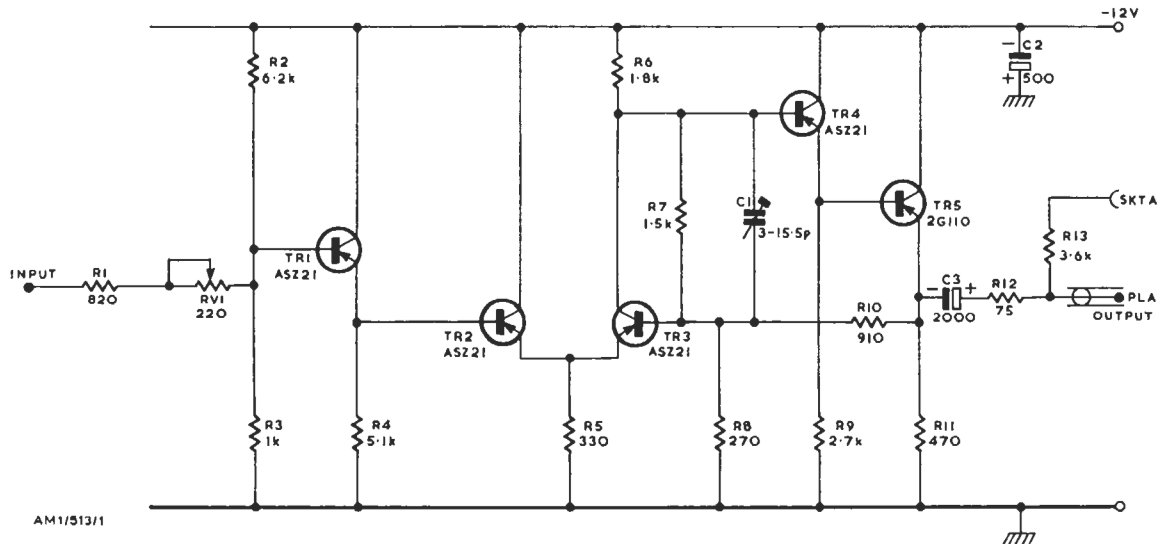 -12V
R2
6·2k
R6
1·8k
- C2
+ 500
TR4
ASZ21
R7
1·5k
C1
3-15·5p
TR5
2G110
SKTA
R13
3·6k
INPUT
R1
820
RV1
220
TR1
ASZ21
TR2
ASZ21
TR3
ASZ21
R10
910
- C3 +
2000
R12
75
PLA
OUTPUT
R3
1k
R4
5·1k
R5
330
R8
270
R9
2·7k
R11
470
AM1/513/1